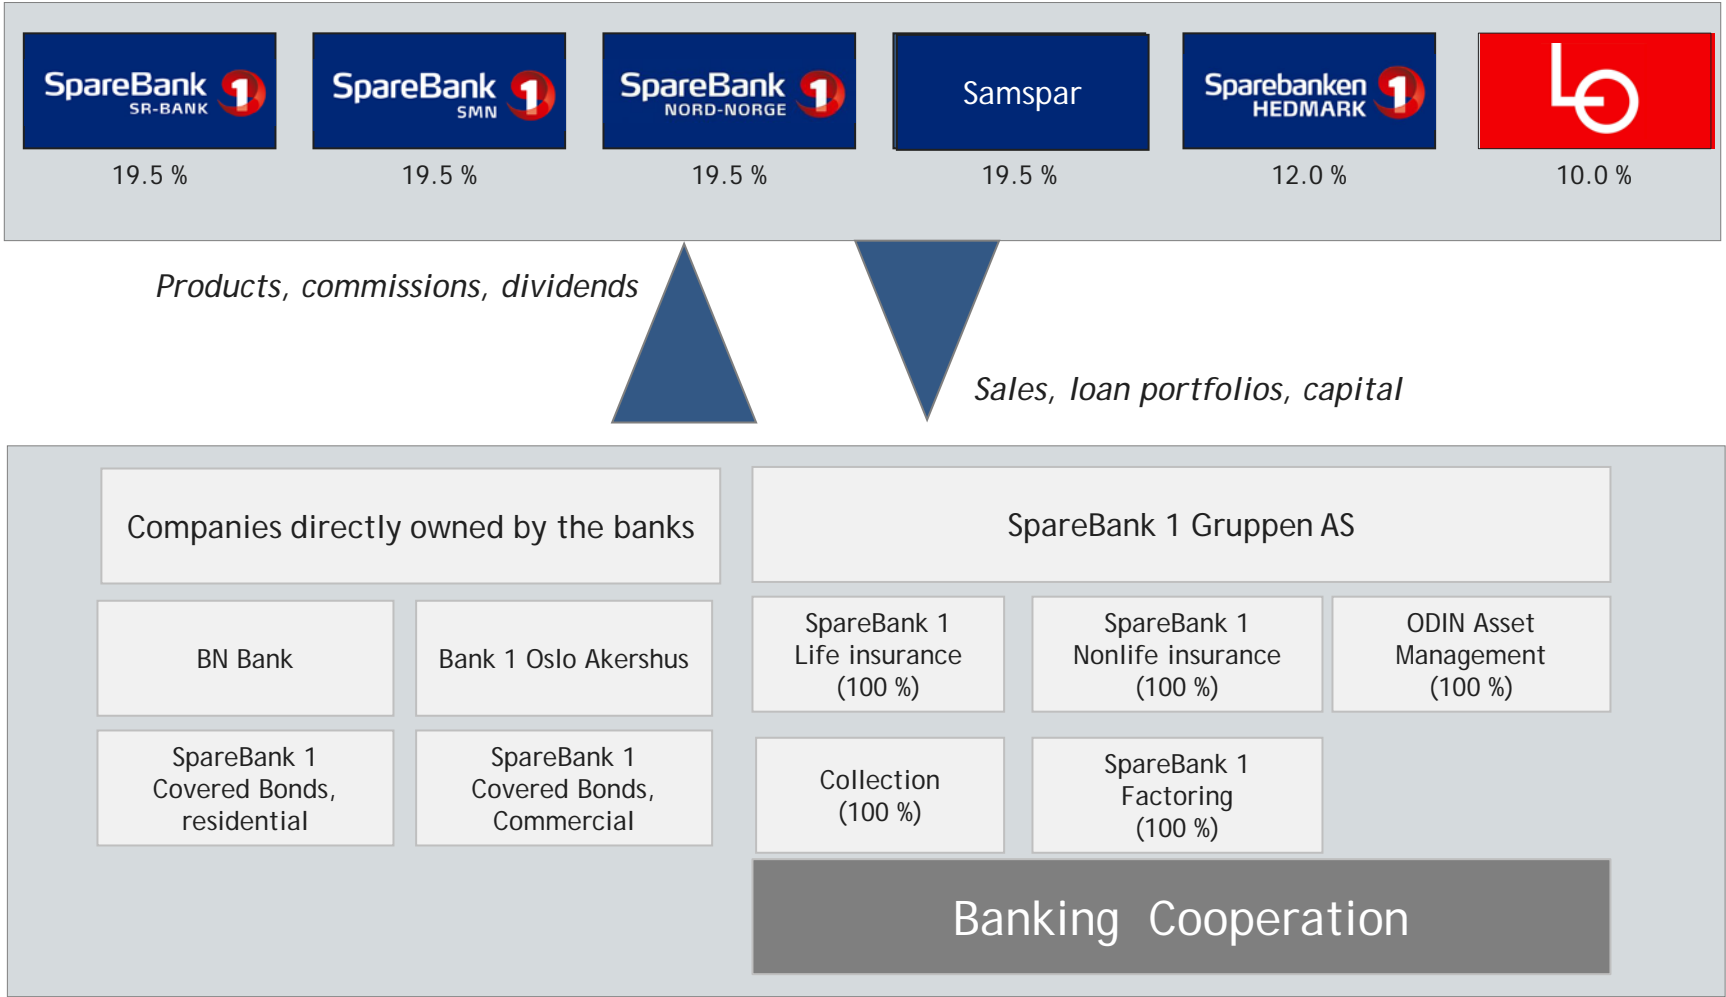 SpareBank 1
SR-BANK
SpareBank 1
SMN
SpareBank 1
NORD-NORGE
Samspar
Sparebanken 1
HEDMARK
LO
19.5 %
19.5 %
19.5 %
19.5 %
12.0 %
10.0 %
Products, commissions, dividends
Sales, loan portfolios, capital
Companies directly owned by the banks
SpareBank 1 Gruppen AS
BN Bank
Bank 1 Oslo Akershus
SpareBank 1
Life insurance
(100 %)
SpareBank 1
Nonlife insurance
(100 %)
ODIN Asset
Management
(100 %)
SpareBank 1
Covered Bonds,
residential
SpareBank 1
Covered Bonds,
Commercial
Collection
(100 %)
SpareBank 1
Factoring
(100 %)
Banking Cooperation